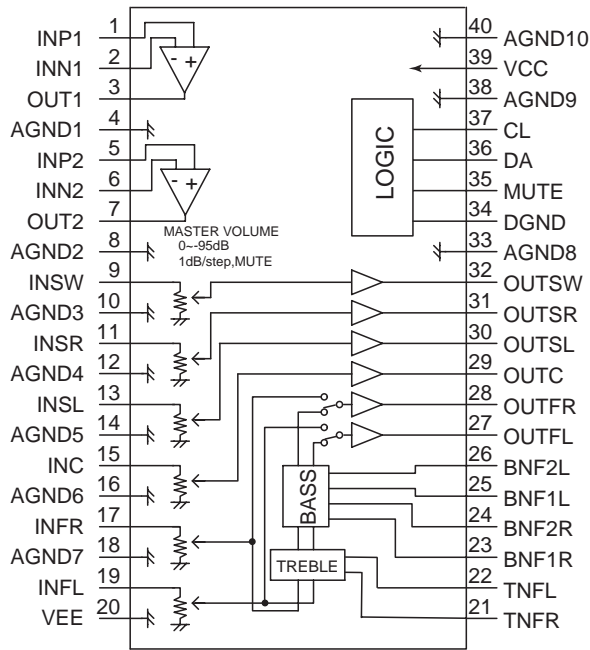 INP1 1
INN1 2
OUT1 3
AGND1 4
INP2 5
INN2 6
OUT2 7
AGND2 8
INSW 9
AGND3 10
INSR 11
AGND4 12
INSL 13
AGND5 14
INC 15
AGND6 16
INFR 17
AGND7 18
INFL 19
VEE 20
- +
- +
MASTER VOLUME
0~-95dB
1dB/step,MUTE
LOGIC
BASS
TREBLE
40 AGND10
39 VCC
38 AGND9
37 CL
36 DA
35 MUTE
34 DGND
33 AGND8
32 OUTSW
31 OUTSR
30 OUTSL
29 OUTC
28 OUTFR
27 OUTFL
26 BNF2L
25 BNF1L
24 BNF2R
23 BNF1R
22 TNFL
21 TNFR